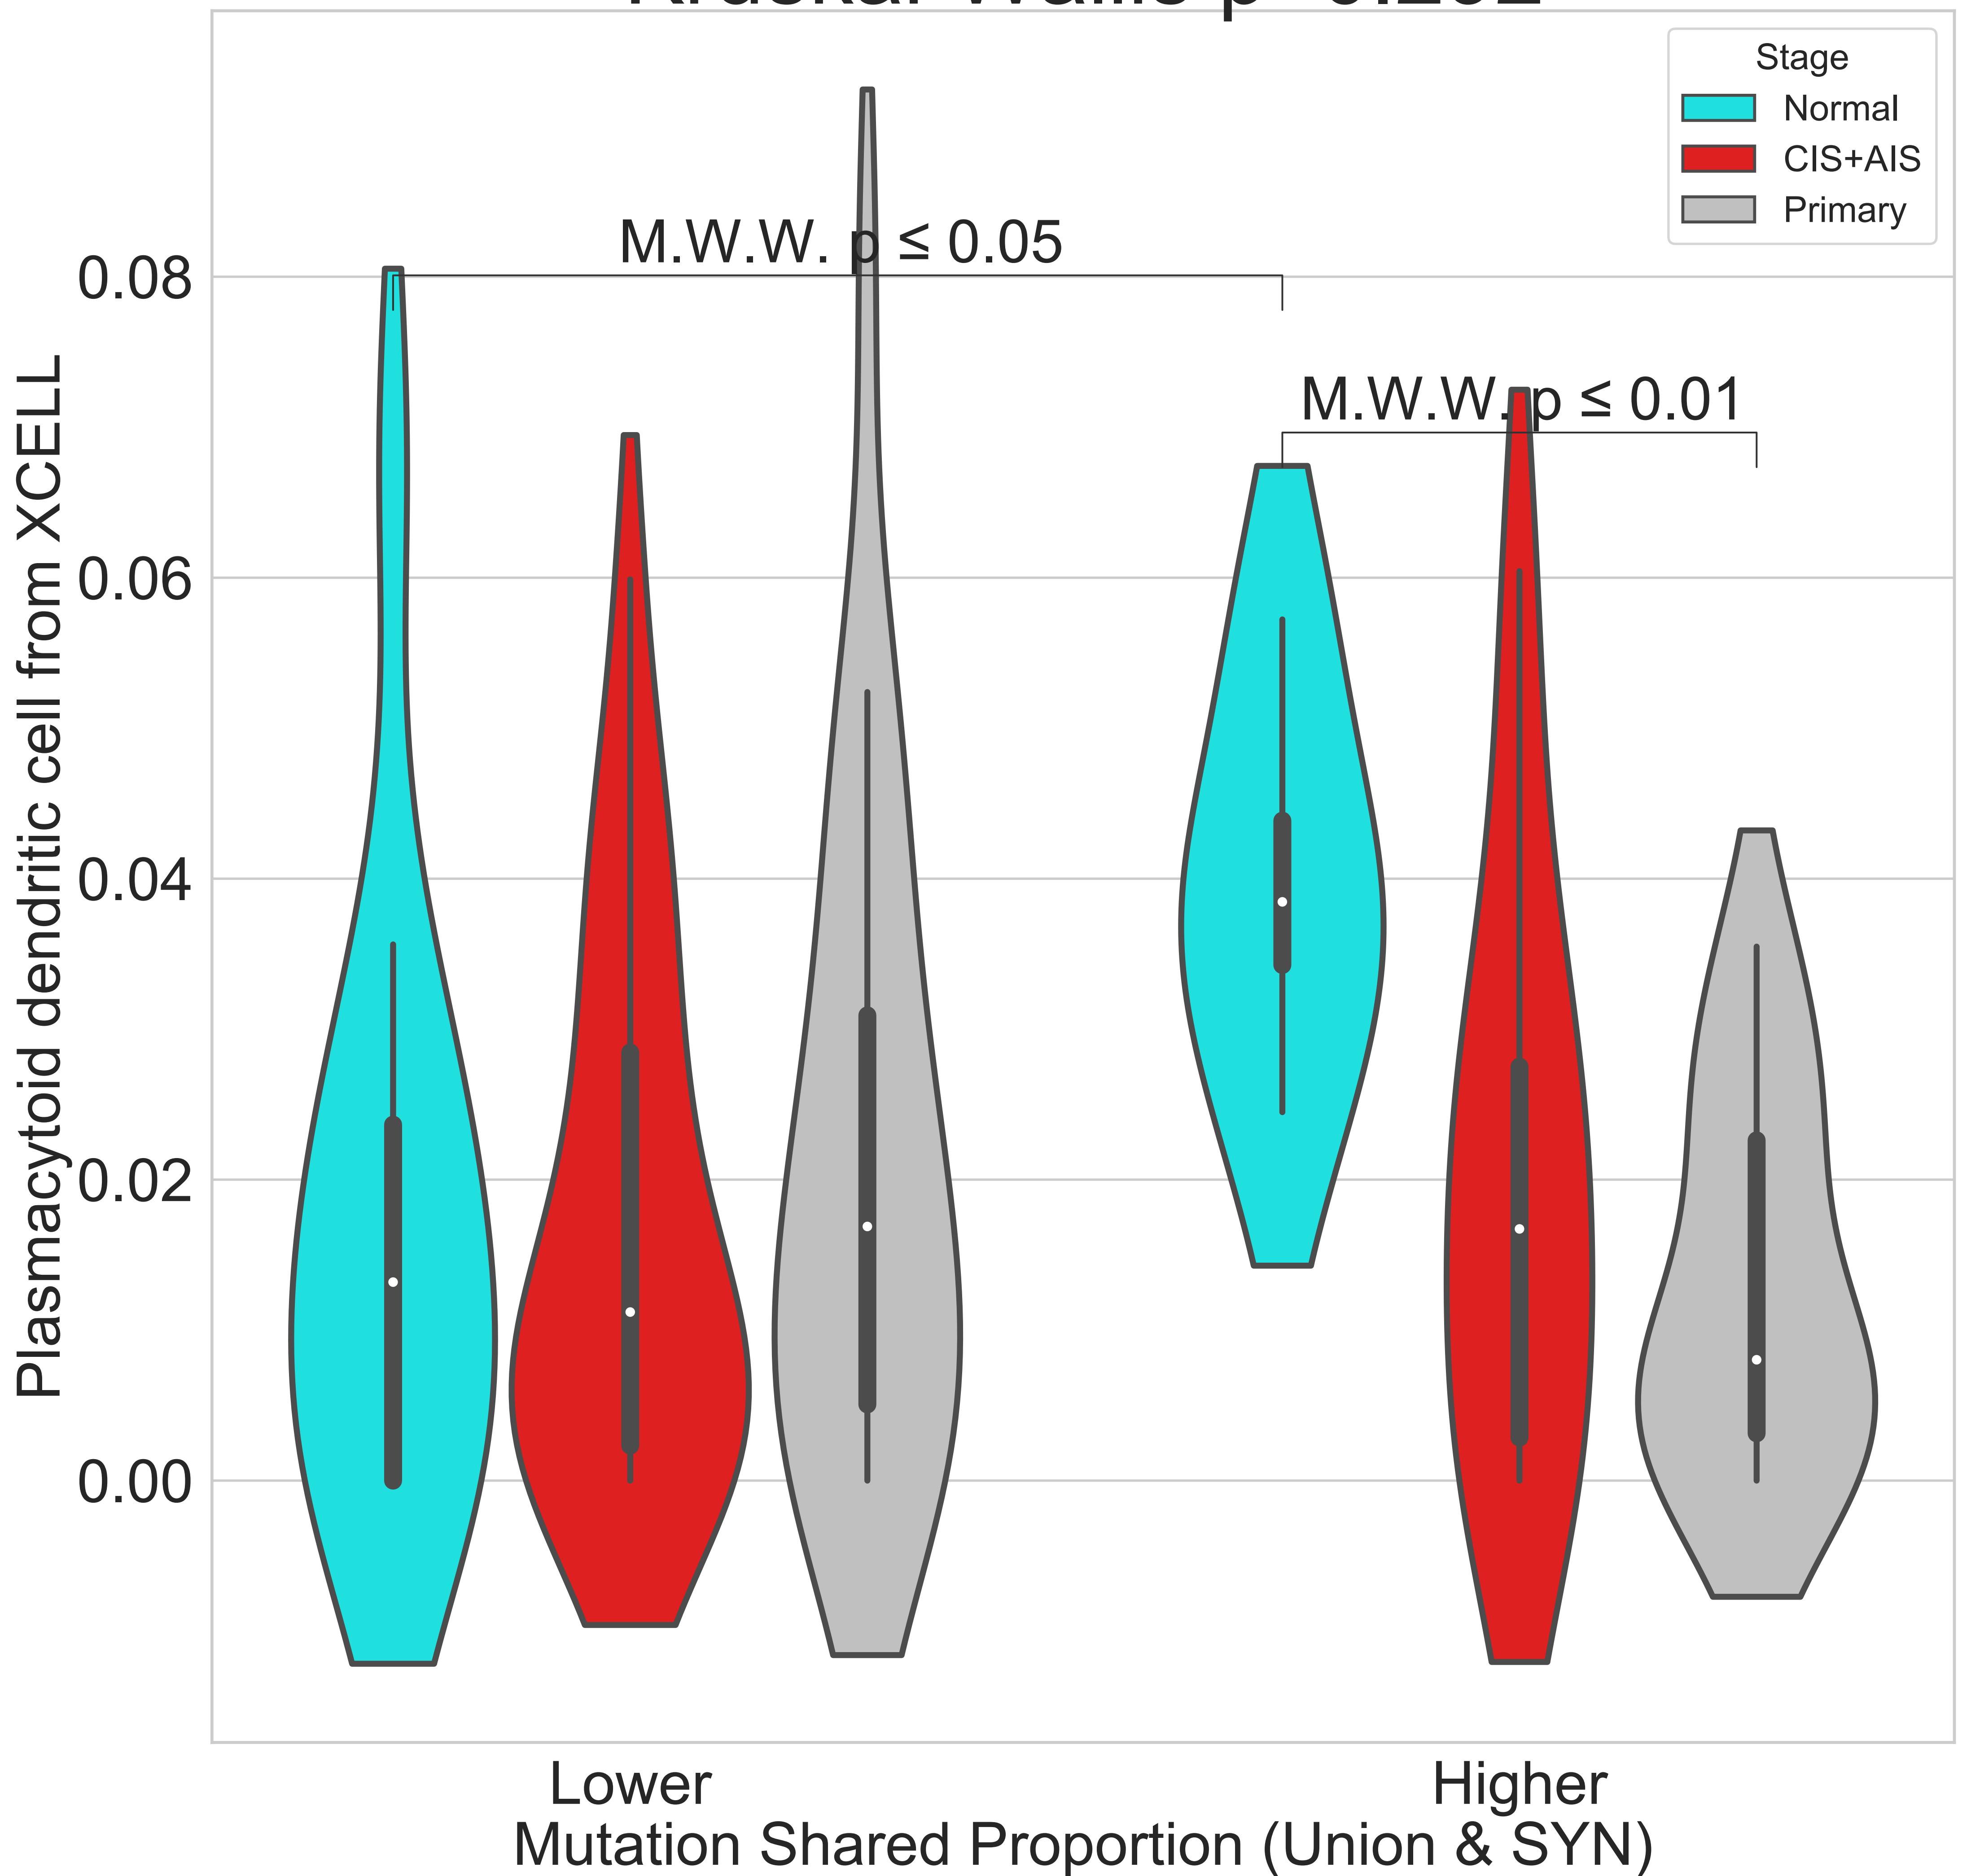 Stage
Normal
CIS+AIS
Primary
M.W.W. p ≤ 0.05
M.W.W. p ≤ 0.01
Plasmacytoid dendritic cell from XCELL
0.08
0.06
0.04
0.02
0.00
Lower
Higher
Mutation Shared Proportion (Union & SYN)